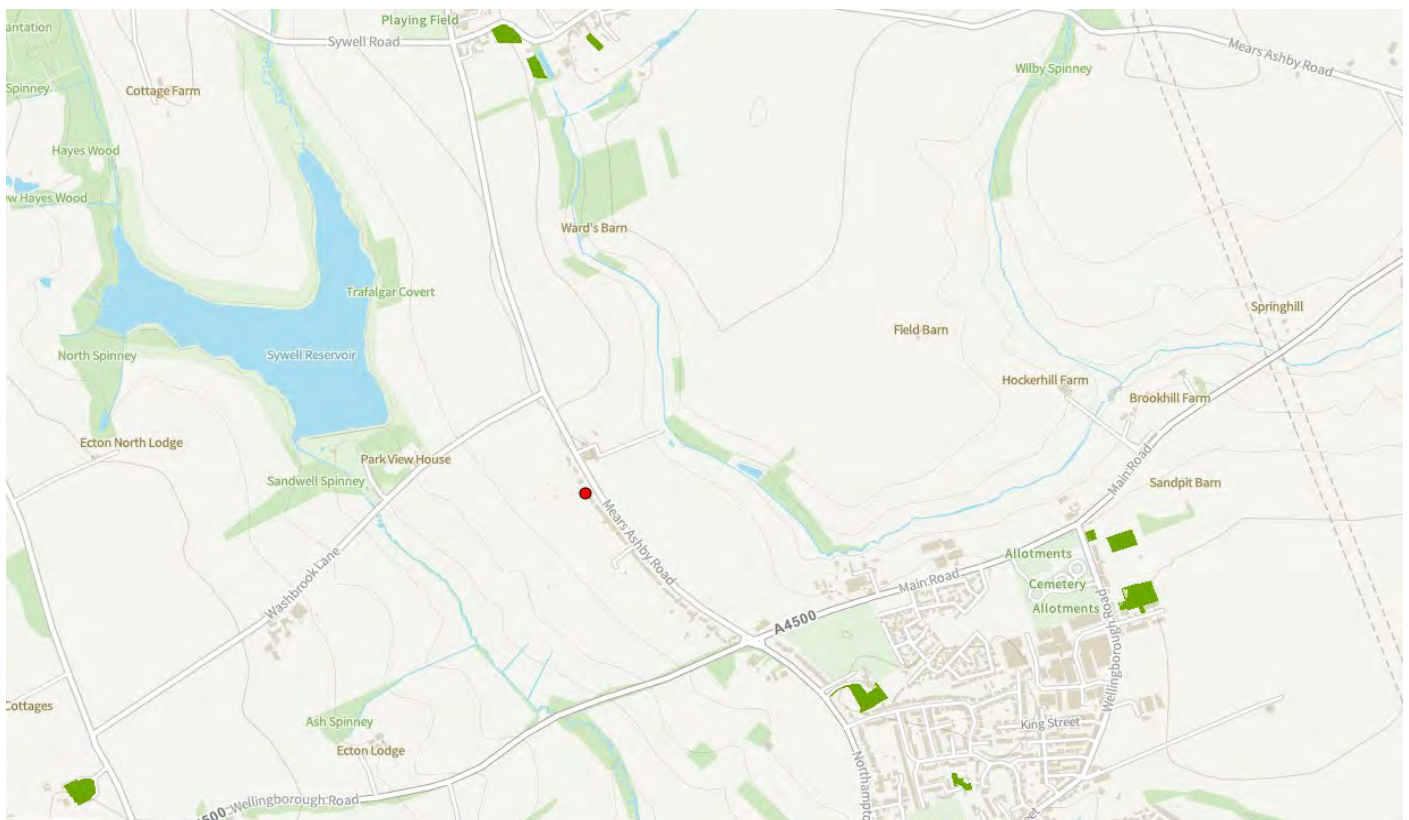 Playing Field
Sywell Road
Mears Ashby Road
Wilby Spinney
Cottage Farm
Spinney
Hayes Wood
Hayes Wood
Ward's Barn
Trafalgar Covert
Springhill
Field Barn
North Spinney
Sywell Reservoir
Hockerhill Farm
Brookhill Farm
Ecton North Lodge
Park View House
Main Road
Sandwell Spinney
Sandpit Barn
Mears Ashby Road
Allotments
Washbrook Lane
Main Road
Cemetery
Allotments
A4500
Wellingborough Road
Cottages
Ash Spinney
King Street
Ecton Lodge
Wellingborough Road